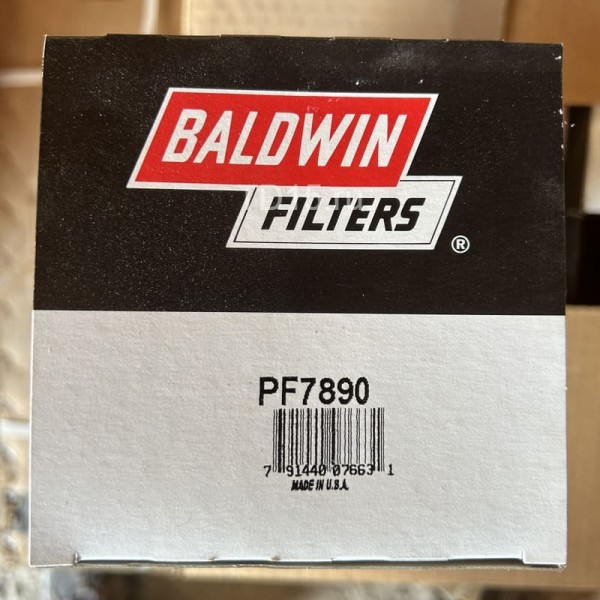 BALDWIN
FILTERS
®
PF7890
7 91440 07663 1
MADE IN U.S.A.